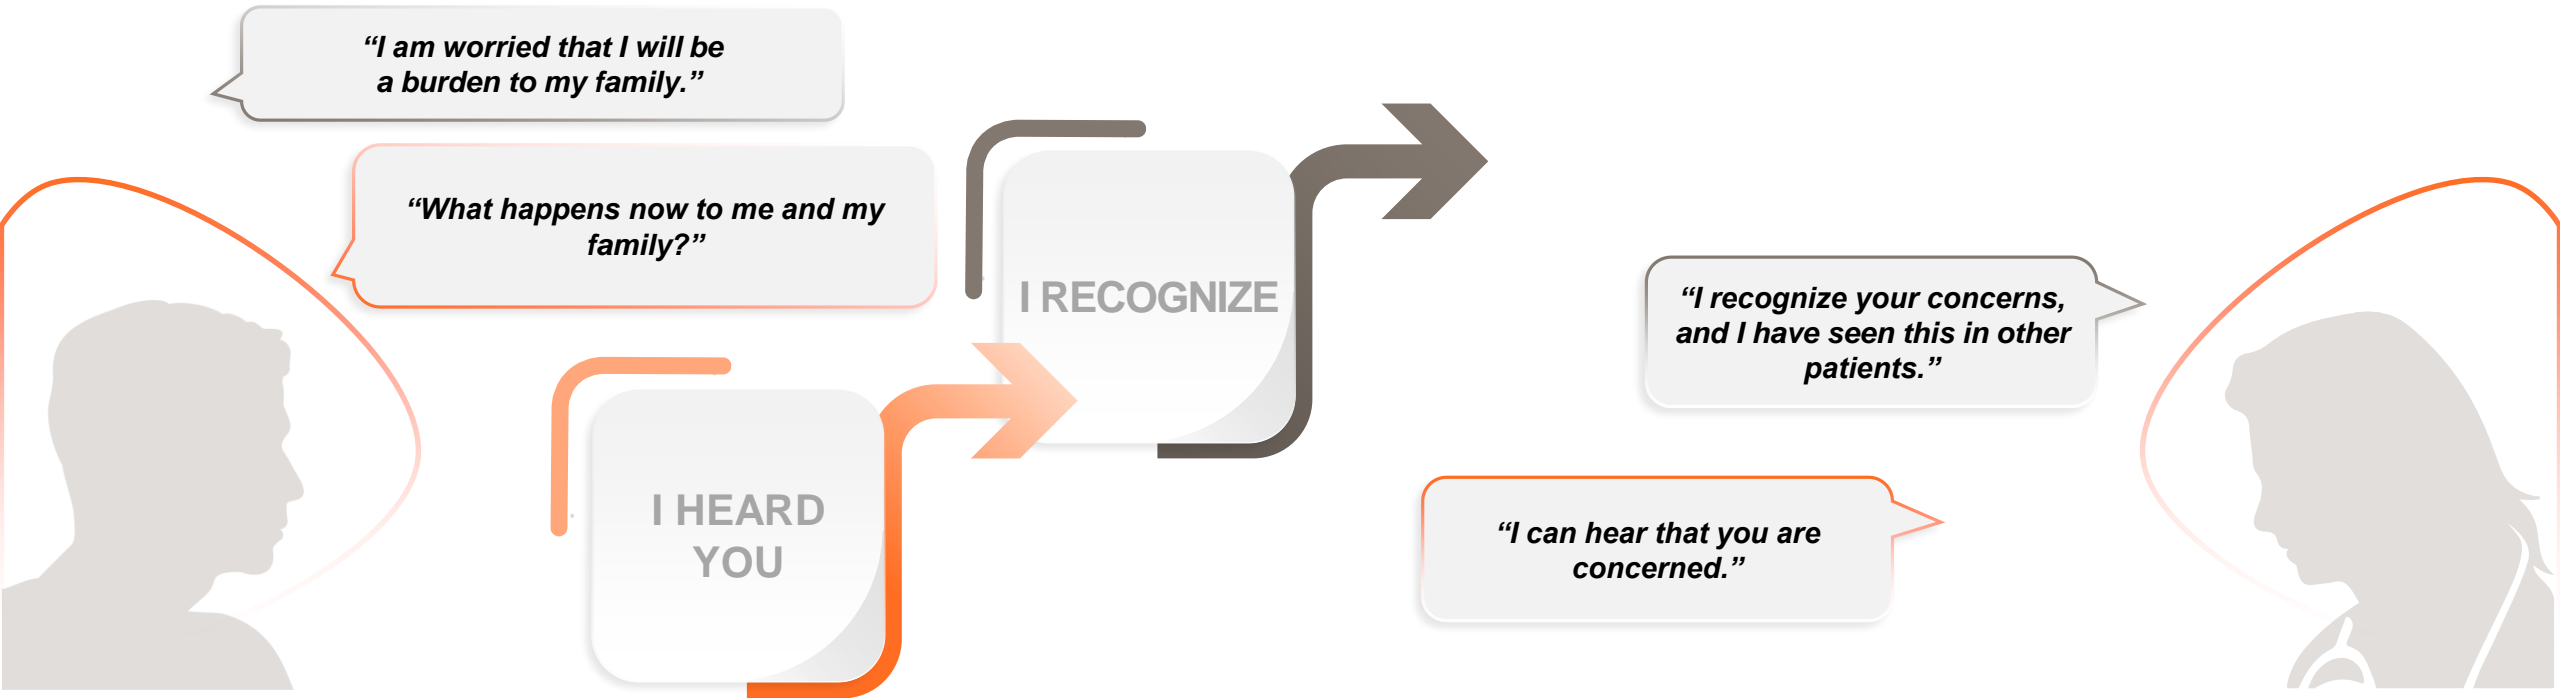 “I am worried that I will be
a burden to my family.”
“What happens now to me and my
family?”
I RECOGNIZE
I HEARD
YOU
“I recognize your concerns,
and I have seen this in other
patients.”
“I can hear that you are
concerned.”